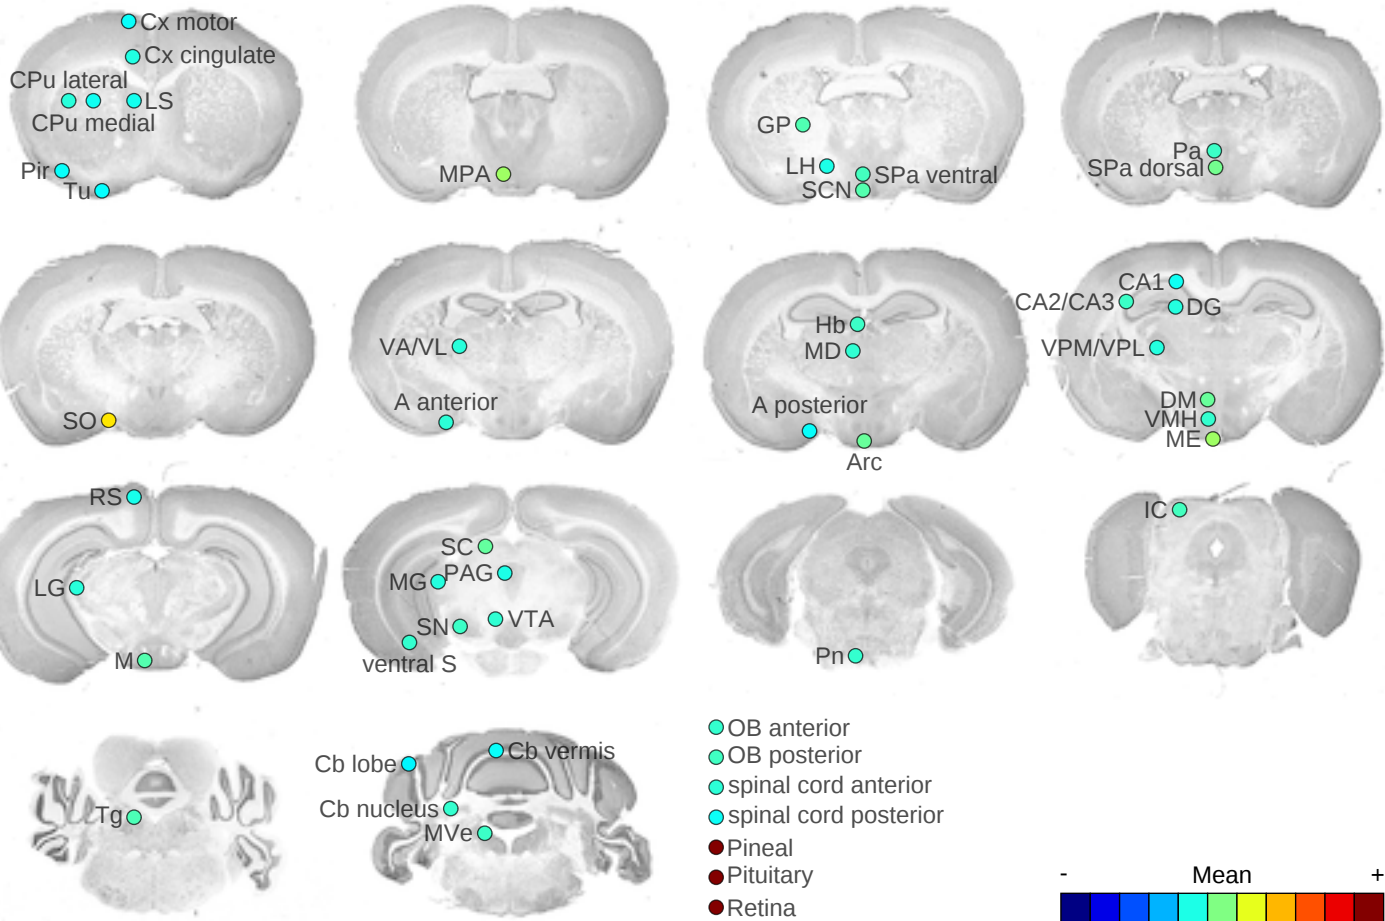 Cx motor
Cx cingulate
CPu lateral
LS
CPu medial
Pir
Tu
MPA
GP
LH
SPa ventral
SCN
Pa
SPa dorsal
SO
VA/VL
A anterior
Hb
MD
A posterior
Arc
CA1
CA2/CA3
DG
VPM/VPL
DM
VMH
ME
RS
LG
M
SC
PAG
MG
VTA
SN
ventral S
Pn
IC
Tg
Cb lobe
Cb vermis
Cb nucleus
MVe
OB anterior
OB posterior
spinal cord anterior
spinal cord posterior
Pineal
Pituitary
Retina
- Mean +